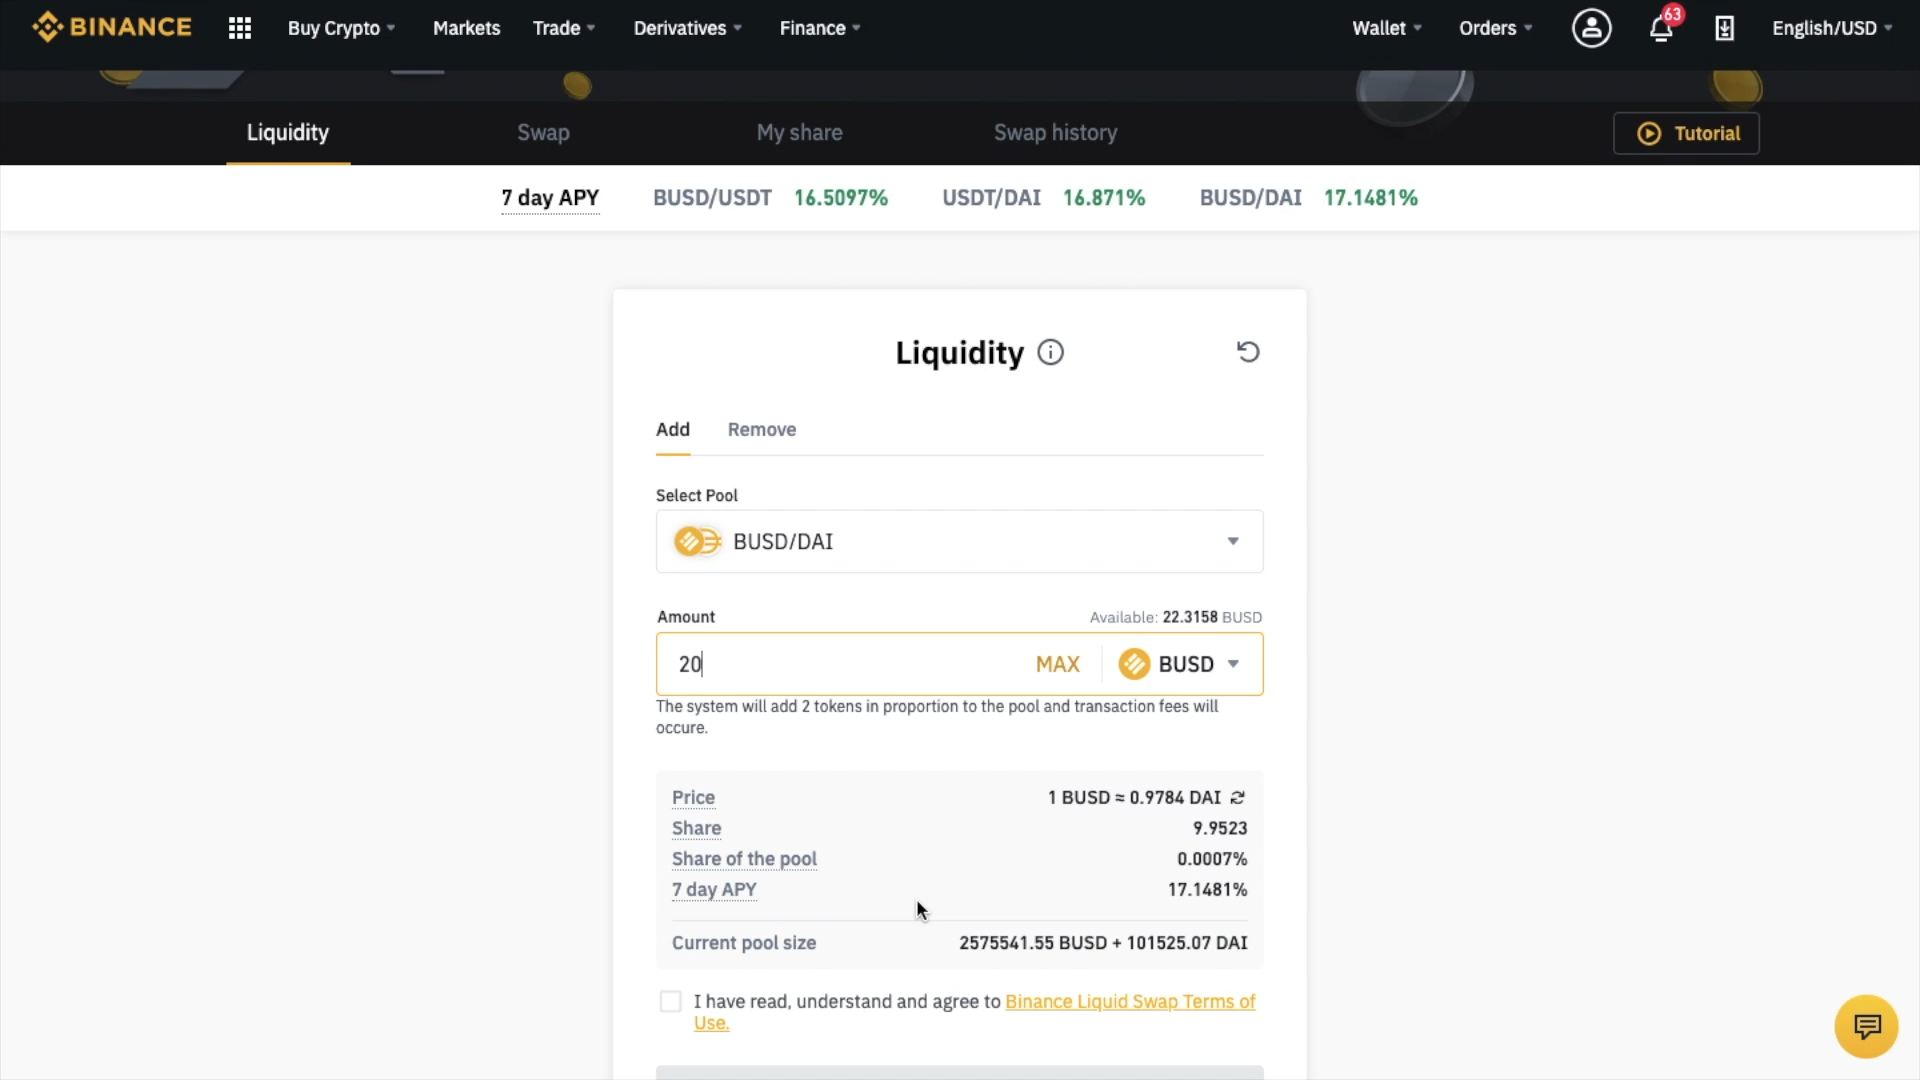 BINANCE Buy Crypto Markets Trade Derivatives Finance Wallet Orders 63 English/USD
Liquidity Swap My share Swap history Tutorial
7 day APY BUSD/USDT 16.5097% USDT/DAI 16.871% BUSD/DAI 17.1481%
Liquidity
Add Remove
Select Pool
BUSD/DAI
Amount Available: 22.3158 BUSD
20 MAX BUSD
The system will add 2 tokens in proportion to the pool and transaction fees will
occure.
Price 1 BUSD ≈ 0.9784 DAI
Share 9.9523
Share of the pool 0.0007%
7 day APY 17.1481%
Current pool size 2575541.55 BUSD + 101525.07 DAI
I have read, understand and agree to Binance Liquid Swap Terms of
Use.